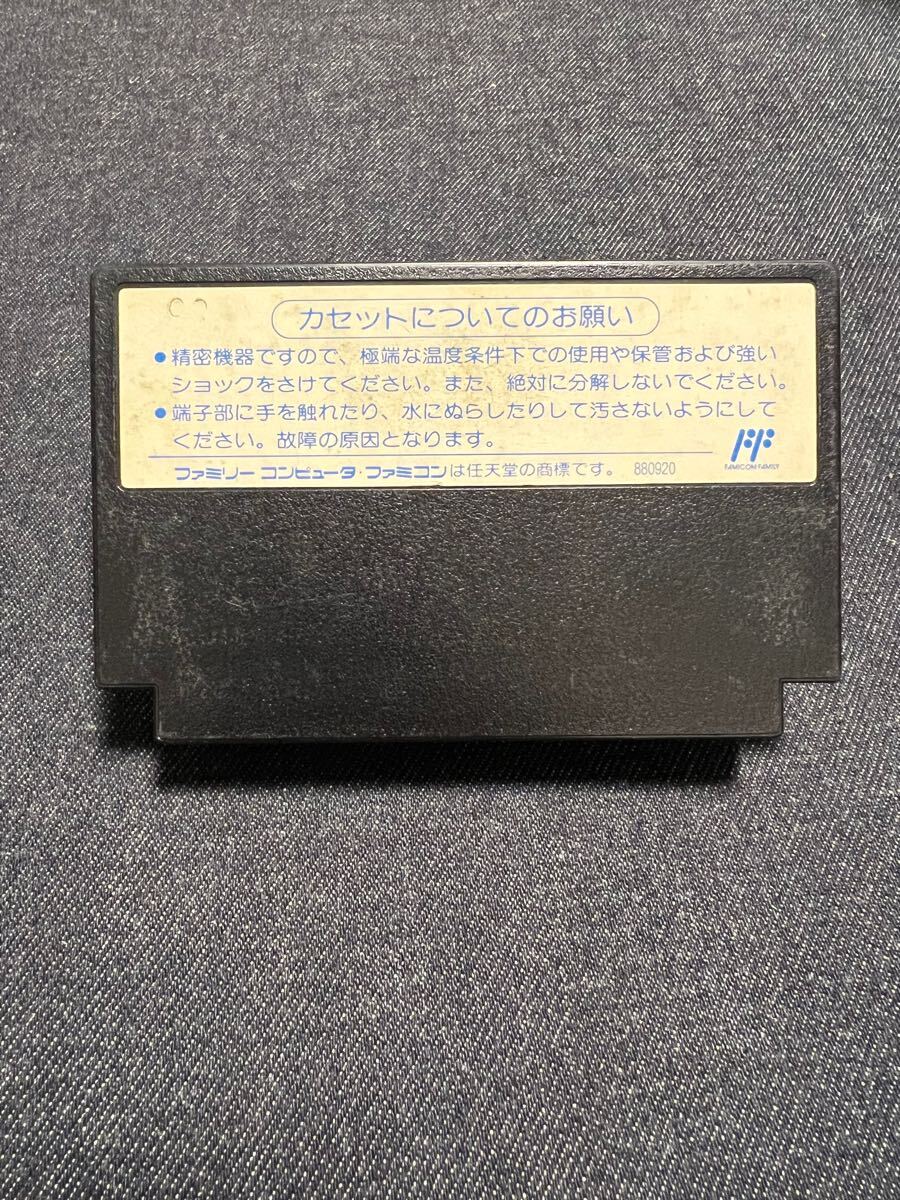 カセットについてのお願い
●精密機器ですので、極端な温度条件下での使用や保管および強い
ショックをさけてください。また、絶対に分解しないでください。
●端子部に手を触れたり、水にぬらしたりして汚さないようにして
ください。故障の原因となります。
FAMICOM FAMILY
ファミリーコンピュータ・ファミコンは任天堂の商標です。 880920